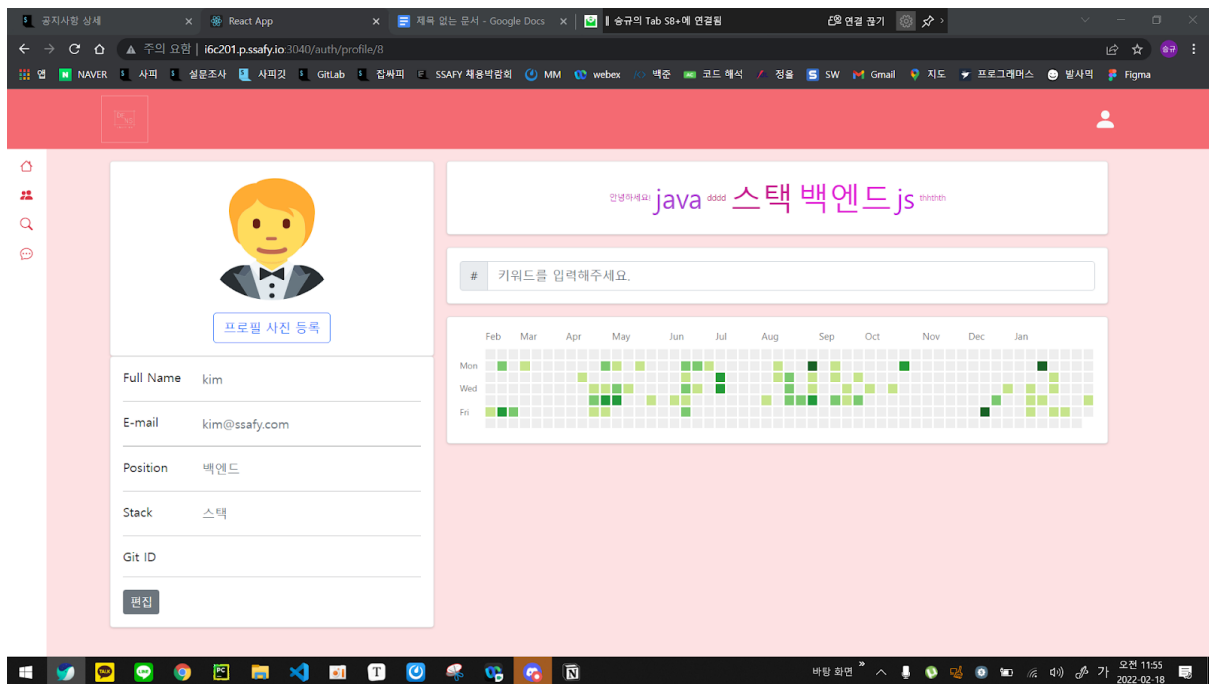 공지사항 상세
React App
제목 없는 문서 - Google Docs
승규의 Tab S8+에 연결됨
연결 끊기
주의 요함 | i6c201.p.ssafy.io:3040/auth/profile/8
승규
앱 NAVER 싸피 설문조사 싸피깃 GitLab 잡싸피 SSAFY 채용박람회 MM webex 백준 코드 해석 정올 SW Gmail 지도 프로그래머스 발사믹 Figma
안녕하세요! java dddd 스택 백엔드 js thhthth
# 키워드를 입력해주세요.
프로필 사진 등록
Full Name kim
E-mail kim@ssafy.com
Position 백엔드
Stack 스택
Git ID
편집
Feb Mar Apr May Jun Jul Aug Sep Oct Nov Dec Jan
Mon
Wed
Fri
바탕 화면 » 가 오전 11:55
2022-02-18